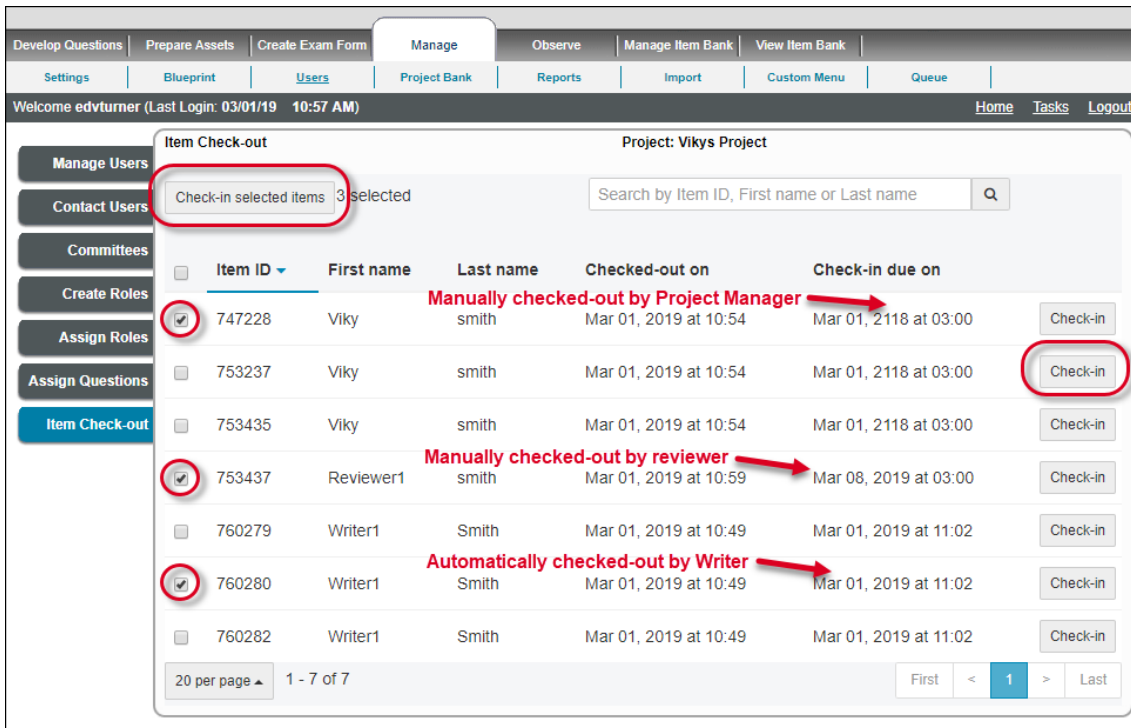 Develop Questions Prepare Assets Create Exam Form Manage Observe Manage Item Bank View Item Bank
Settings Blueprint Users Project Bank Reports Import Custom Menu Queue
Welcome edvturner (Last Login: 03/01/19 10:57 AM) Home Tasks Logout
Item Check-out Project: Vikys Project
Manage Users
Contact Users
Committees
Create Roles
Assign Roles
Assign Questions
Item Check-out
Check-in selected items 3 selected Search by Item ID, First name or Last name
Item ID First name Last name Checked-out on Check-in due on
Manually checked-out by Project Manager
747228 Viky smith Mar 01, 2019 at 10:54 Mar 01, 2118 at 03:00 Check-in
753237 Viky smith Mar 01, 2019 at 10:54 Mar 01, 2118 at 03:00 Check-in
753435 Viky smith Mar 01, 2019 at 10:54 Mar 01, 2118 at 03:00 Check-in
Manually checked-out by reviewer
753437 Reviewer1 smith Mar 01, 2019 at 10:59 Mar 08, 2019 at 03:00 Check-in
760279 Writer1 Smith Mar 01, 2019 at 10:49 Mar 01, 2019 at 11:02 Check-in
Automatically checked-out by Writer
760280 Writer1 Smith Mar 01, 2019 at 10:49 Mar 01, 2019 at 11:02 Check-in
760282 Writer1 Smith Mar 01, 2019 at 10:49 Mar 01, 2019 at 11:02 Check-in
20 per page 1 - 7 of 7 First < 1 > Last